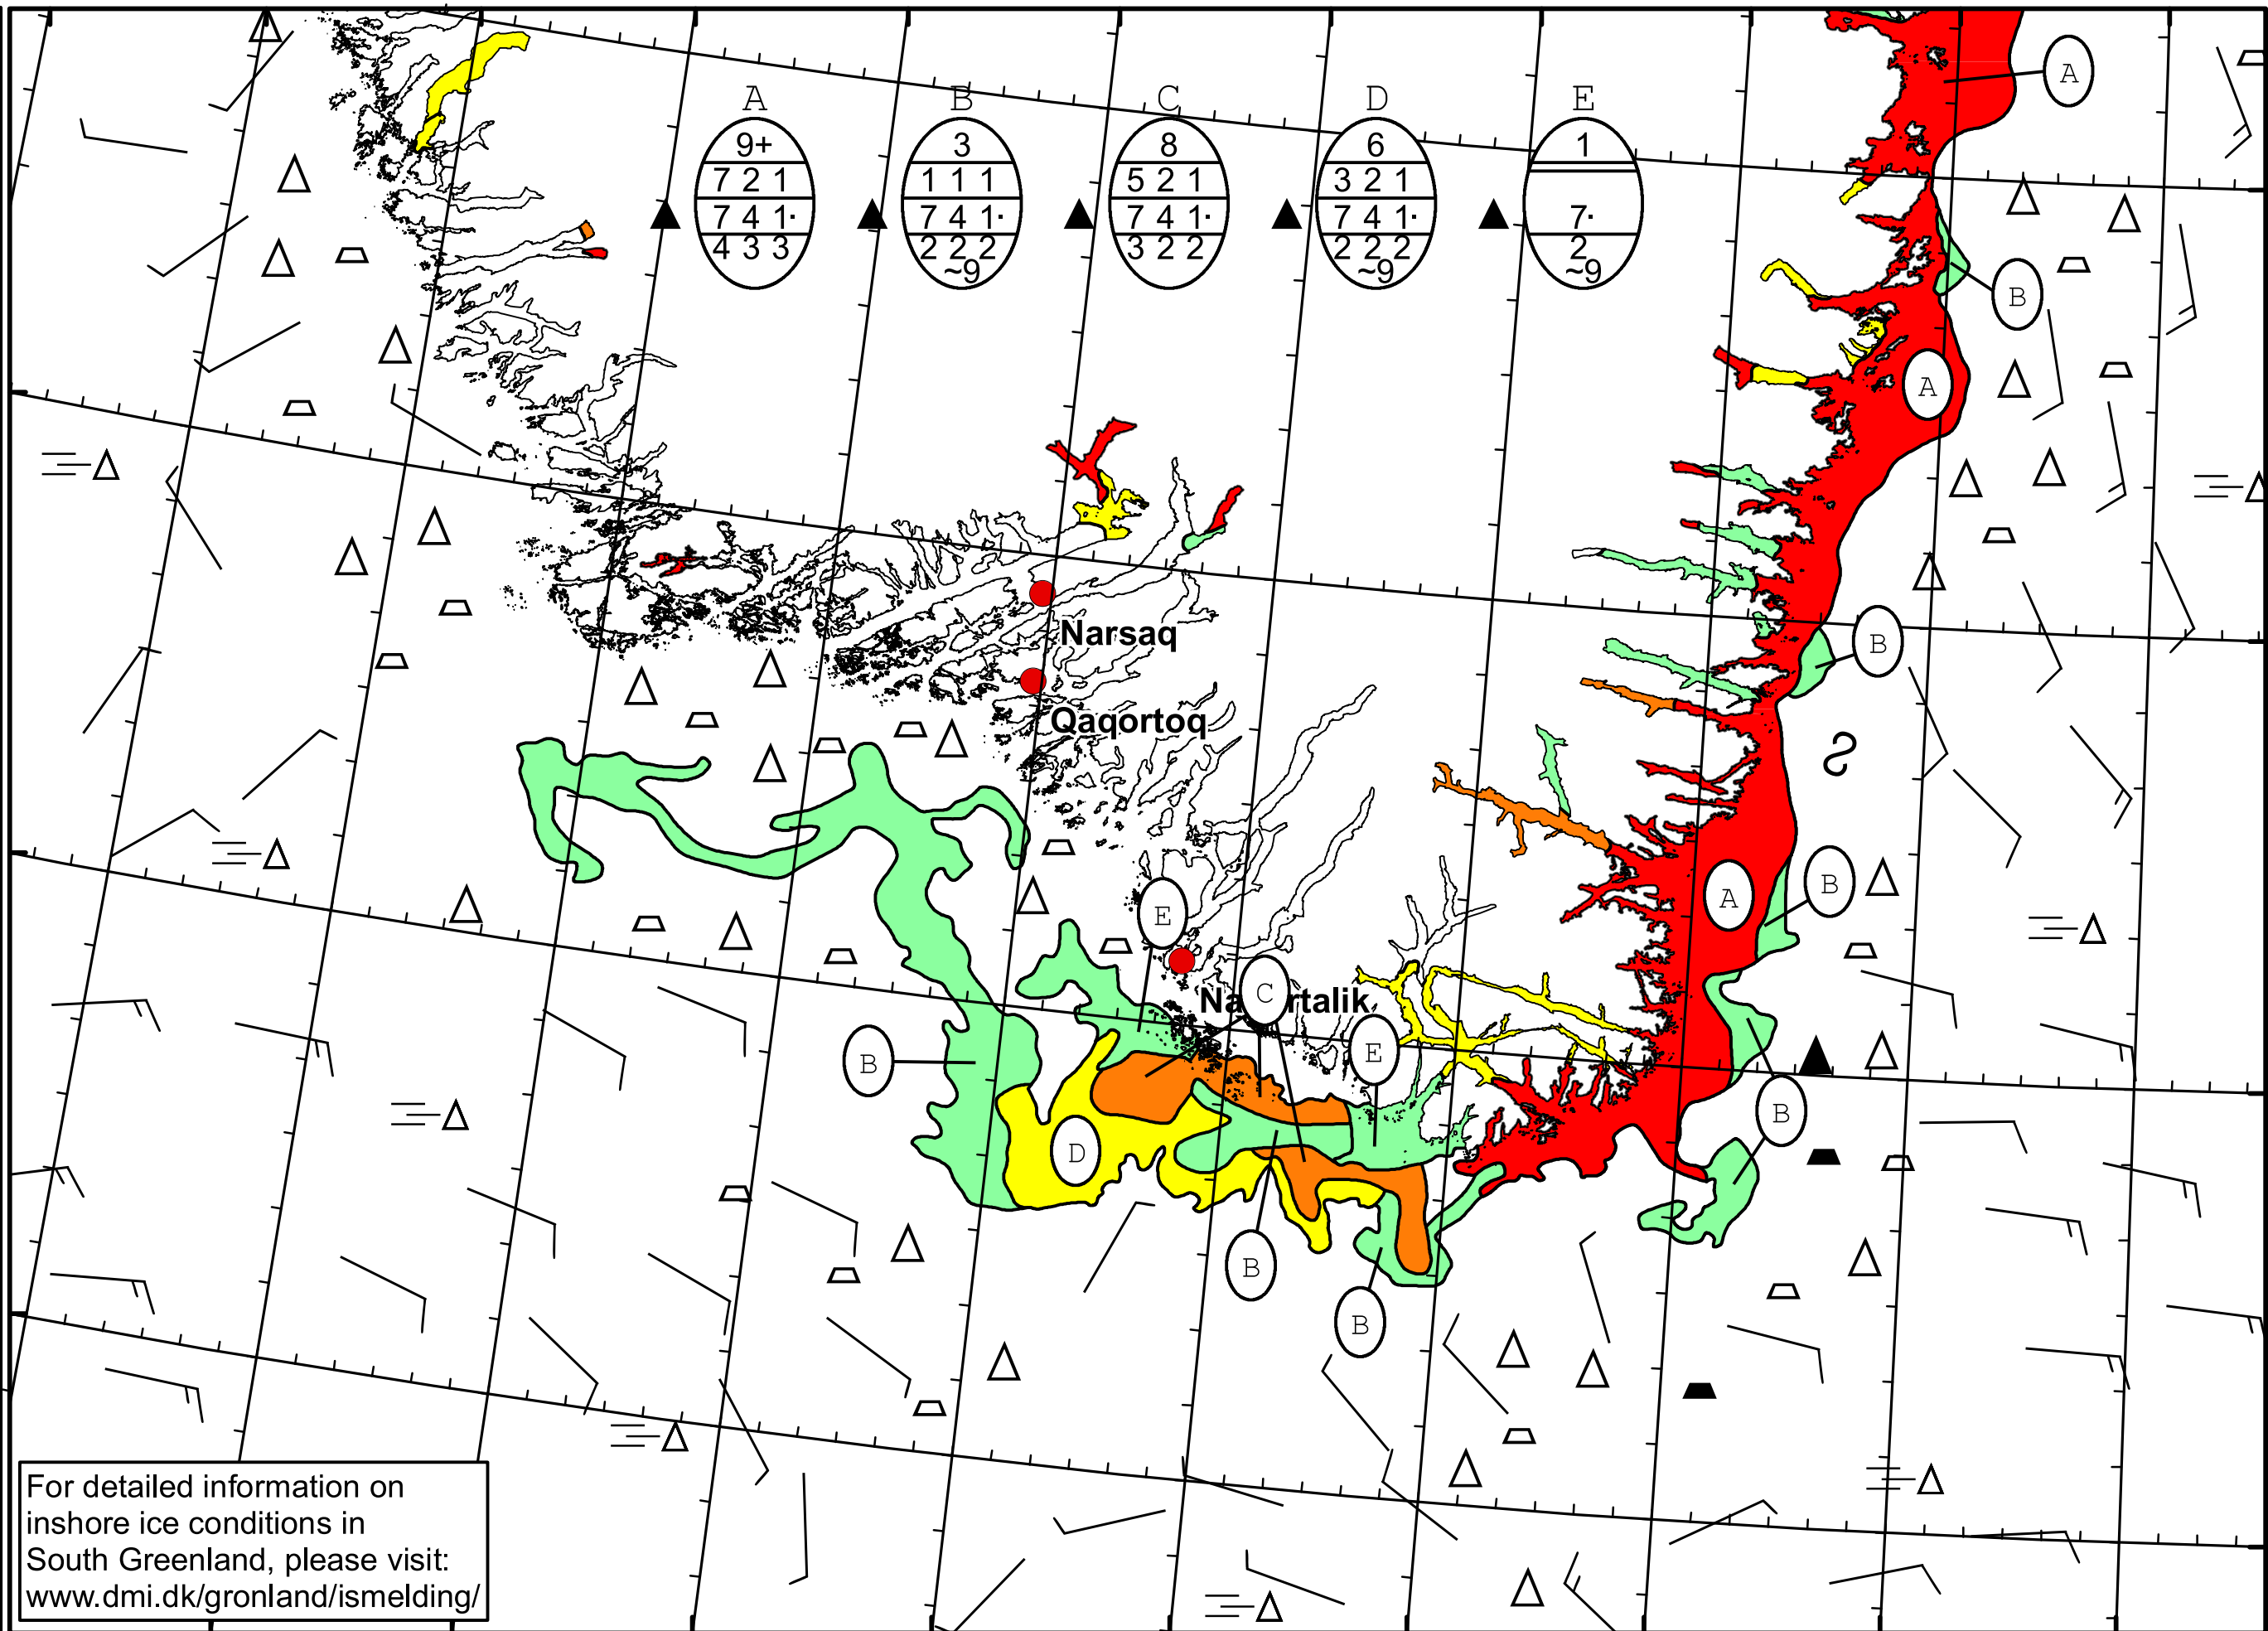 A B C D E
9+ 3 8 6 1
7 2 1 1 1 1 5 2 1 3 2 1
7 4 1· 7 4 1· 7 4 1· 7 4 1· 7·
4 3 3 2 2 2 3 2 2 2 2 2 2
~9 ~9 ~9
A
B
A
B
Narsaq
Qaqortoq
A
B
E
C
E
B
B
D
B
B
For detailed information on
inshore ice conditions in
South Greenland, please visit:
www.dmi.dk/gronland/ismelding/